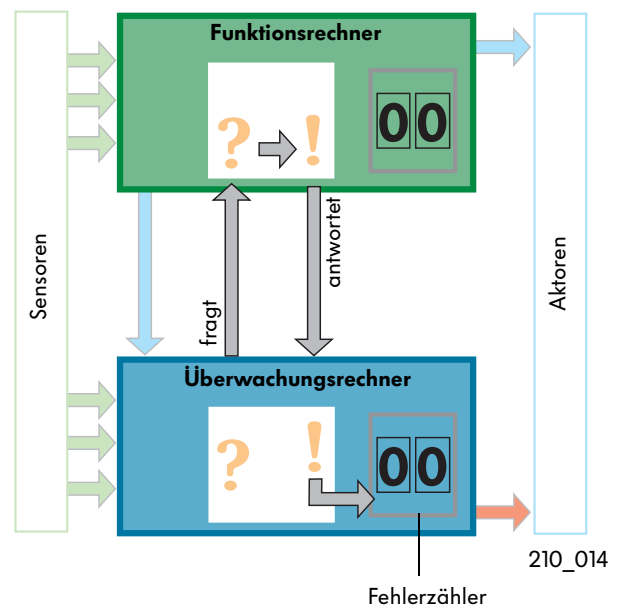 Funktionsrechner
? !
00
Sensoren
fragt
antwortet
Aktoren
Überwachungsrechner
? !
00
210_014
Fehlerzähler